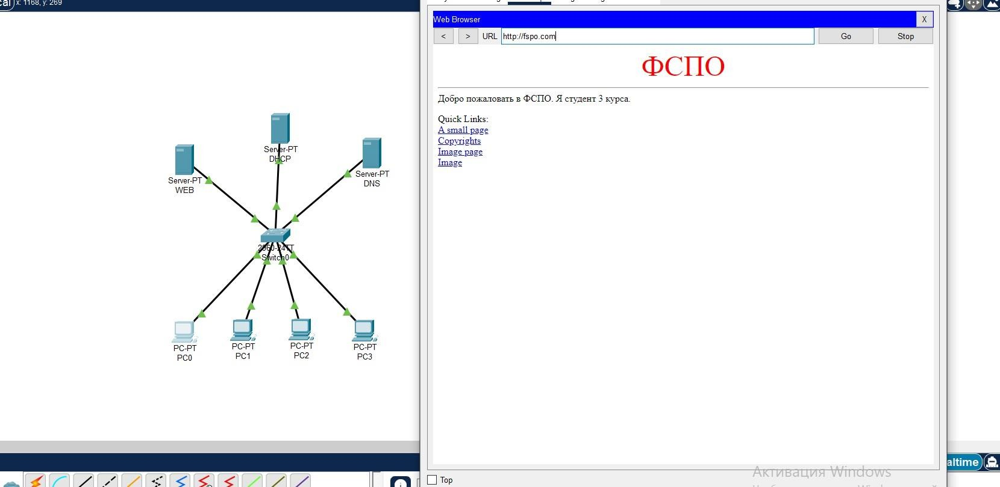 x: 1168, y: 269
Web Browser
X
<
>
URL
http://fspo.com
Go
Stop
ФСПО
Добро пожаловать в ФСПО. Я студент 3 курса.
Quick Links:
A small page
Copyrights
Image page
Image
Server-PT
DHCP
Server-PT
WEB
Server-PT
DNS
2960-24TT
Switch0
PC-PT
PC0
PC-PT
PC1
PC-PT
PC2
PC-PT
PC3
Активация Windows
Top